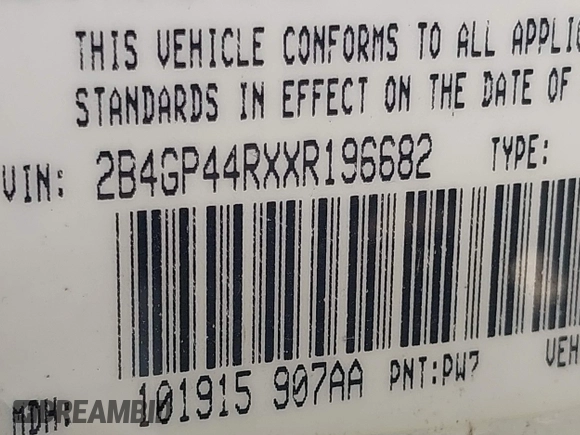 THIS VEHICLE CONFORMS TO ALL APPLIC
STANDARDS IN EFFECT ON THE DATE OF
VIN: 2B4GP44RXXR196682 TYPE:
MDH: 101915 907AA PNT:PW7 VEH